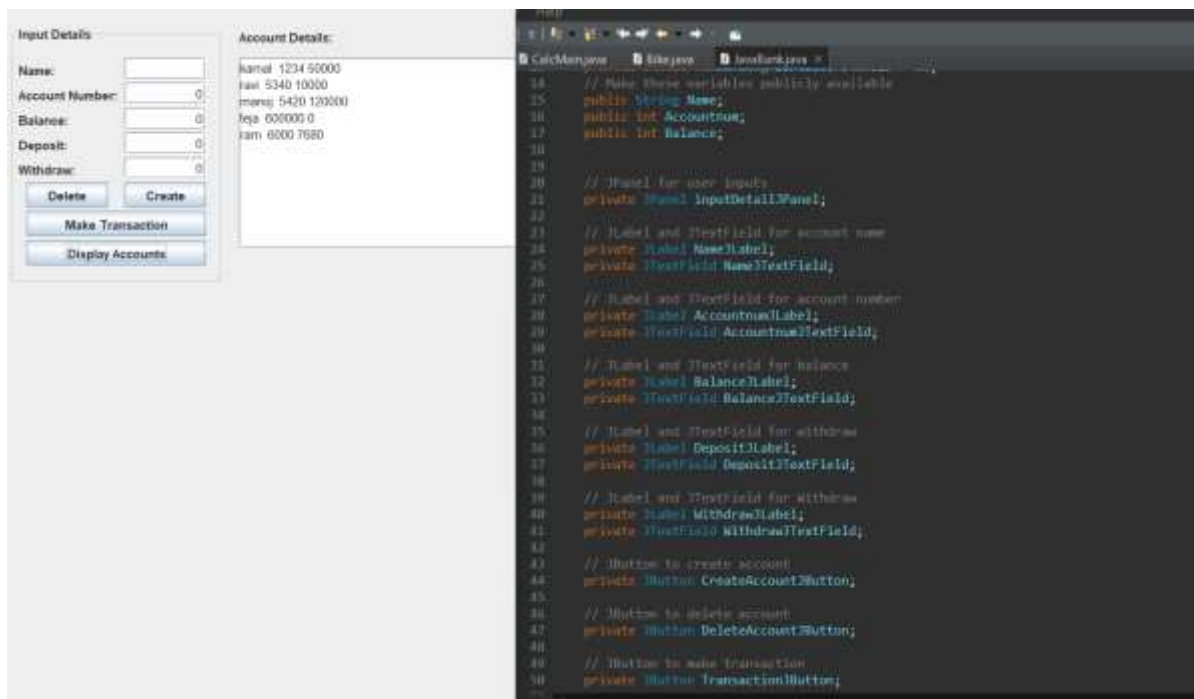 Input Details
Name:
Account Number: 0
Balance: 0
Deposit: 0
Withdraw: 0
Delete Create
Make Transaction
Display Accounts
Account Details:
kamal 1234 50000
ravi 5340 10000
manoj 5420 120000
teja 600000 0
ram 6000 7680
Help
CalcMain.java Bike.java JavaBank.java
14 // Make these variables publicly available
15 public String Name;
16 public int Accountnum;
17 public int Balance;
18
19
20 // JPanel for user inputs
21 private JPanel inputDetailJPanel;
22
23 // JLabel and JTextField for account name
24 private JLabel NameJLabel;
25 private JTextField NameJTextField;
26
27 // JLabel and JTextField for account number
28 private JLabel AccountnumJLabel;
29 private JTextField AccountnumJTextField;
30
31 // JLabel and JTextField for balance
32 private JLabel BalanceJLabel;
33 private JTextField BalanceJTextField;
34
35 // JLabel and JTextField for withdraw
36 private JLabel DepositJLabel;
37 private JTextField DepositJTextField;
38
39 // JLabel and JTextField for Withdraw
40 private JLabel WithdrawJLabel;
41 private JTextField WithdrawJTextField;
42
43 // JButton to create account
44 private JButton CreateAccountJButton;
45
46 // JButton to delete account
47 private JButton DeleteAccountJButton;
48
49 // JButton to make transaction
50 private JButton TransactionJButton;